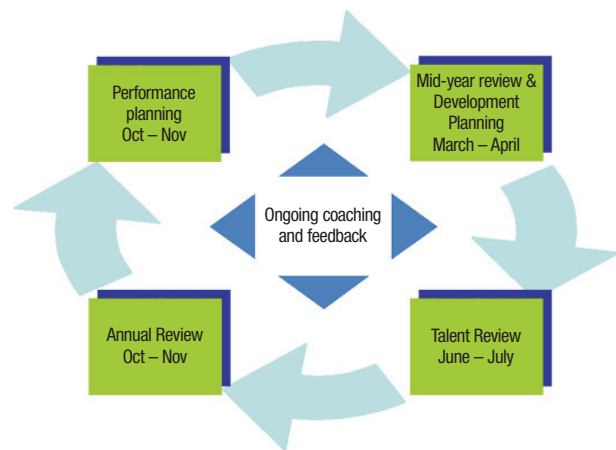 Performance
planning
Oct – Nov
Mid-year review &
Development
Planning
March – April
Ongoing coaching
and feedback
Annual Review
Oct – Nov
Talent Review
June – July